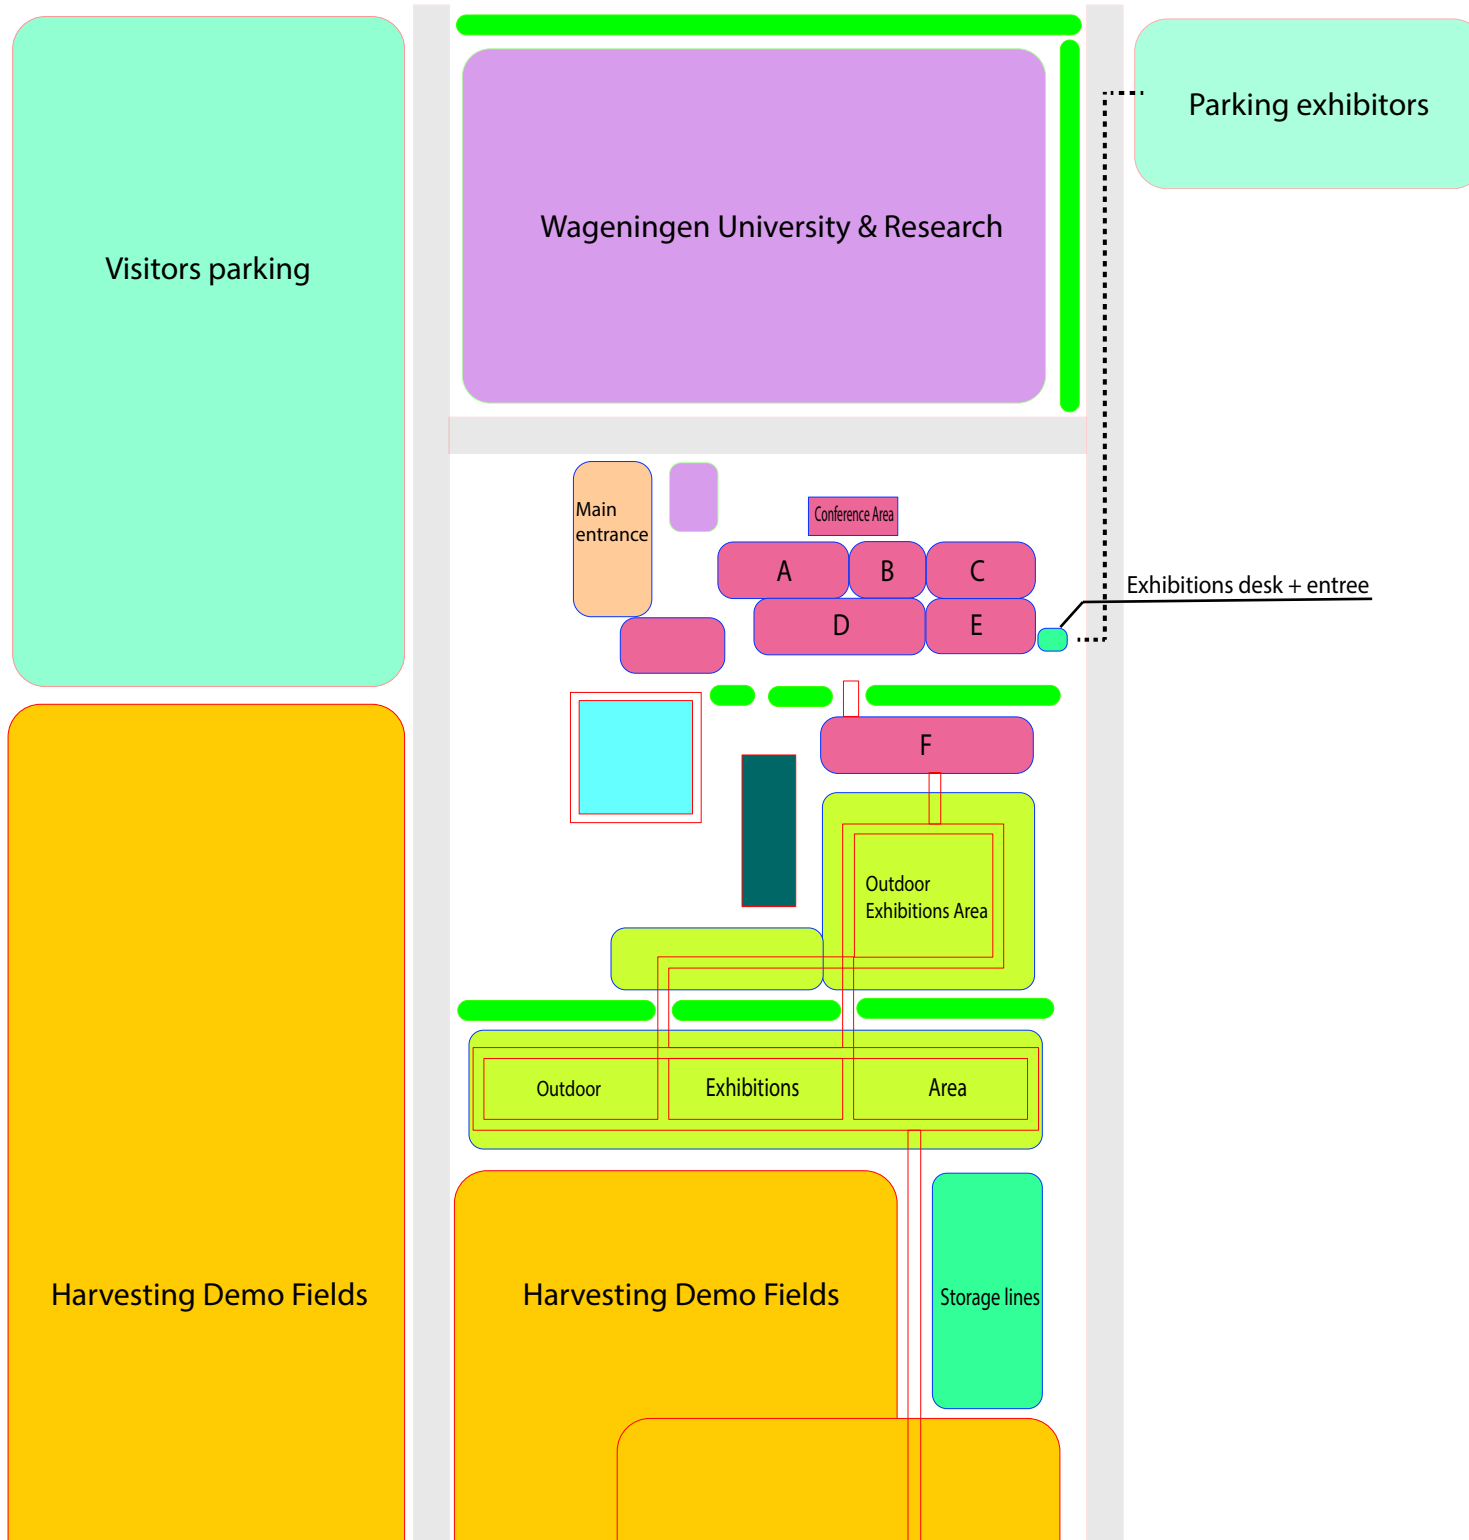 Parking exhibitors
Wageningen University & Research
Visitors parking
Main
entrance
Conference Area
A
B
C
Exhibitions desk + entree
D
E
F
Outdoor
Exhibitions Area
Outdoor
Exhibitions
Area
Harvesting Demo Fields
Harvesting Demo Fields
Storage lines